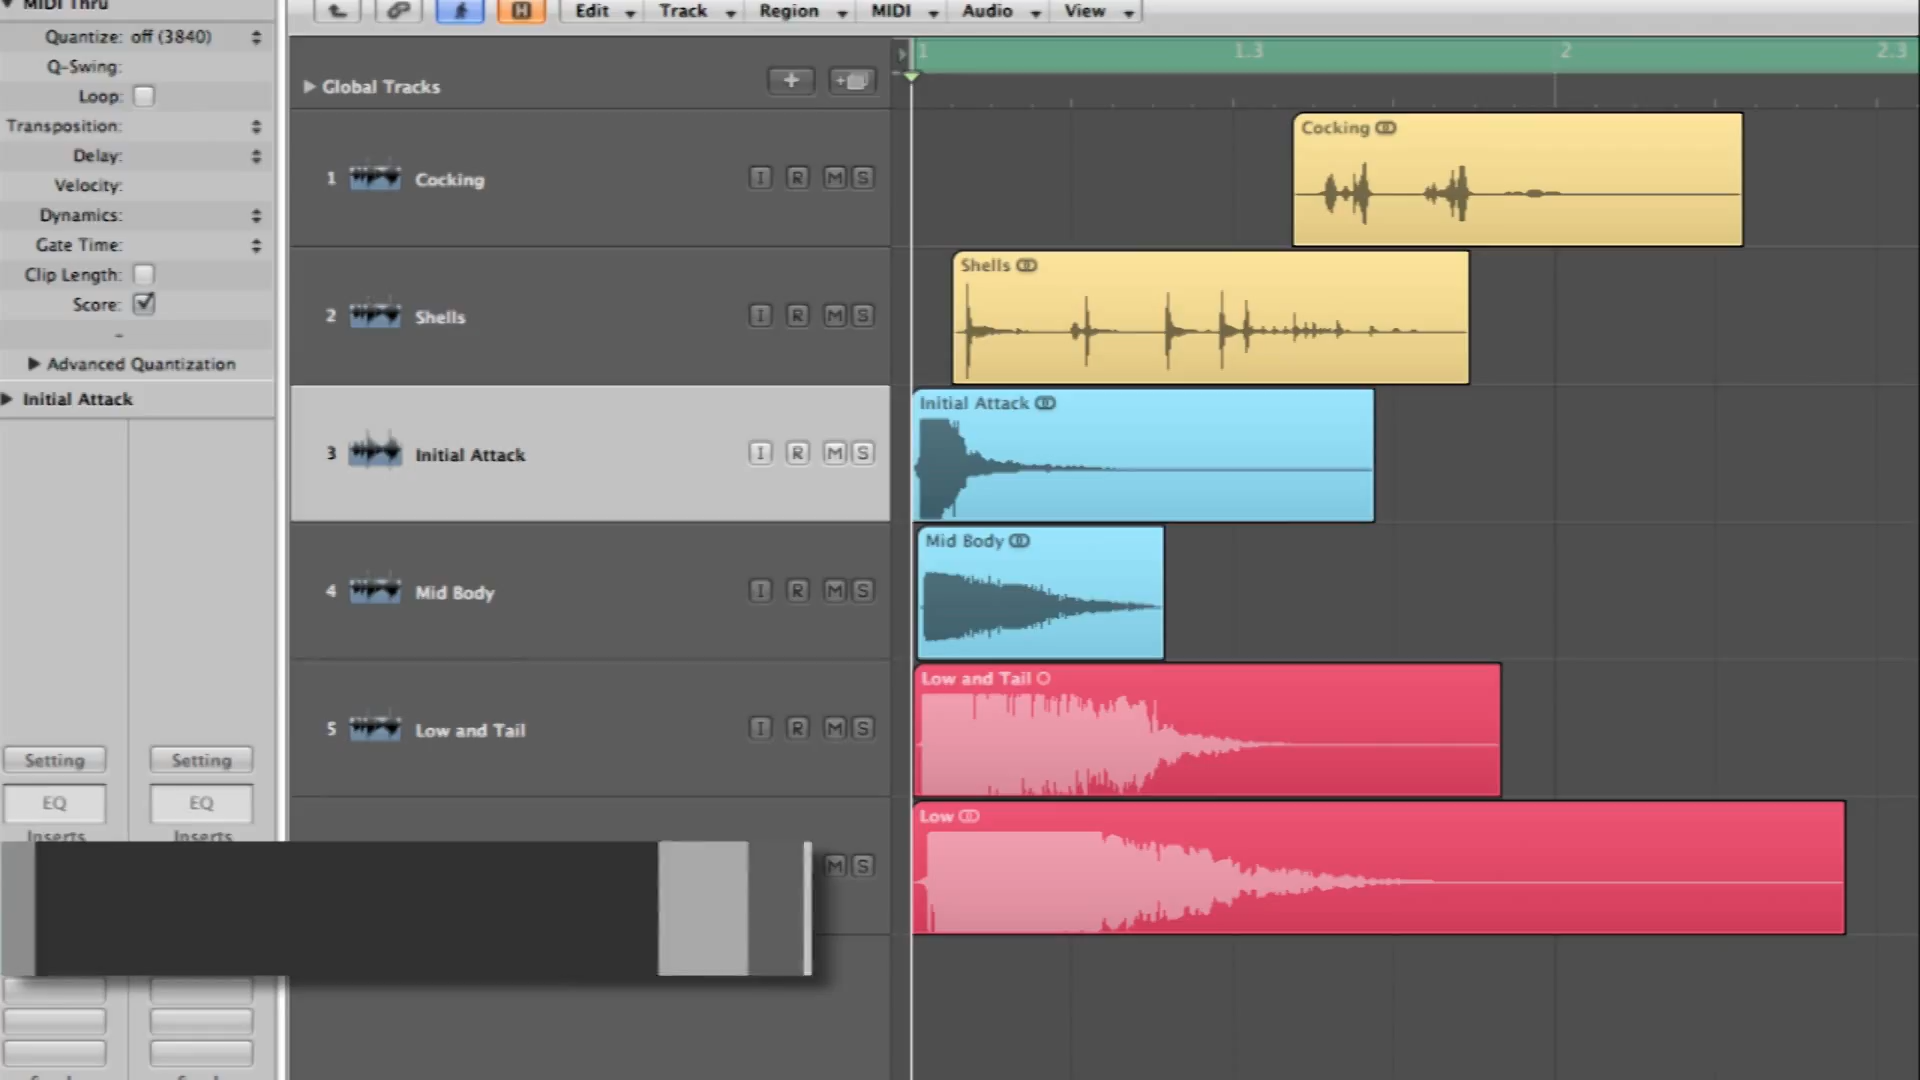 MIDI Thru
Quantize: off (3840)
Q-Swing:
Loop:
Transposition:
Delay:
Velocity:
Dynamics:
Gate Time:
Clip Length:
Score:
-
Advanced Quantization
Initial Attack
Setting Setting
EQ EQ
Inserts Inserts
H Edit Track Region MIDI Audio View
1 1.3 2 2.3
Global Tracks
1 Cocking I R M S
2 Shells I R M S
3 Initial Attack I R M S
4 Mid Body I R M S
5 Low and Tail I R M S
M S
Cocking
Shells
Initial Attack
Mid Body
Low and Tail
Low